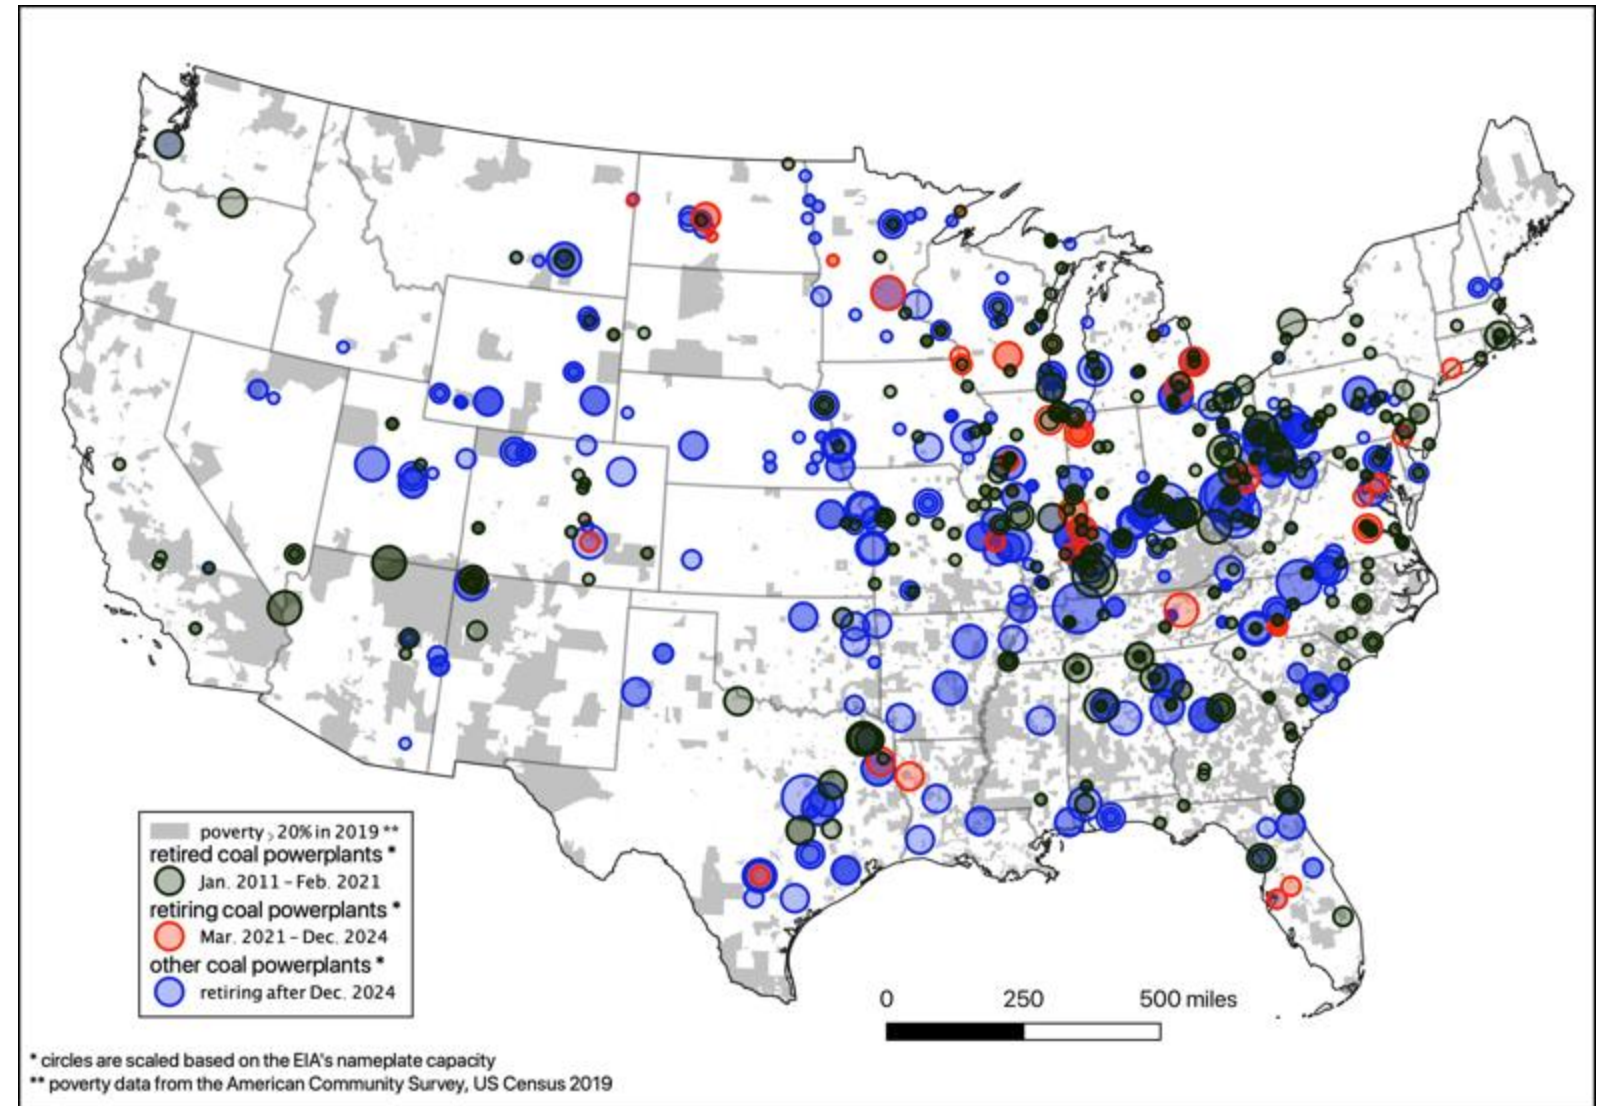 poverty ≥ 20% in 2019 **
retired coal powerplants *
Jan. 2011 – Feb. 2021
retiring coal powerplants *
Mar. 2021 – Dec. 2024
other coal powerplants *
retiring after Dec. 2024
0 250 500 miles
* circles are scaled based on the EIA's nameplate capacity
** poverty data from the American Community Survey, US Census 2019